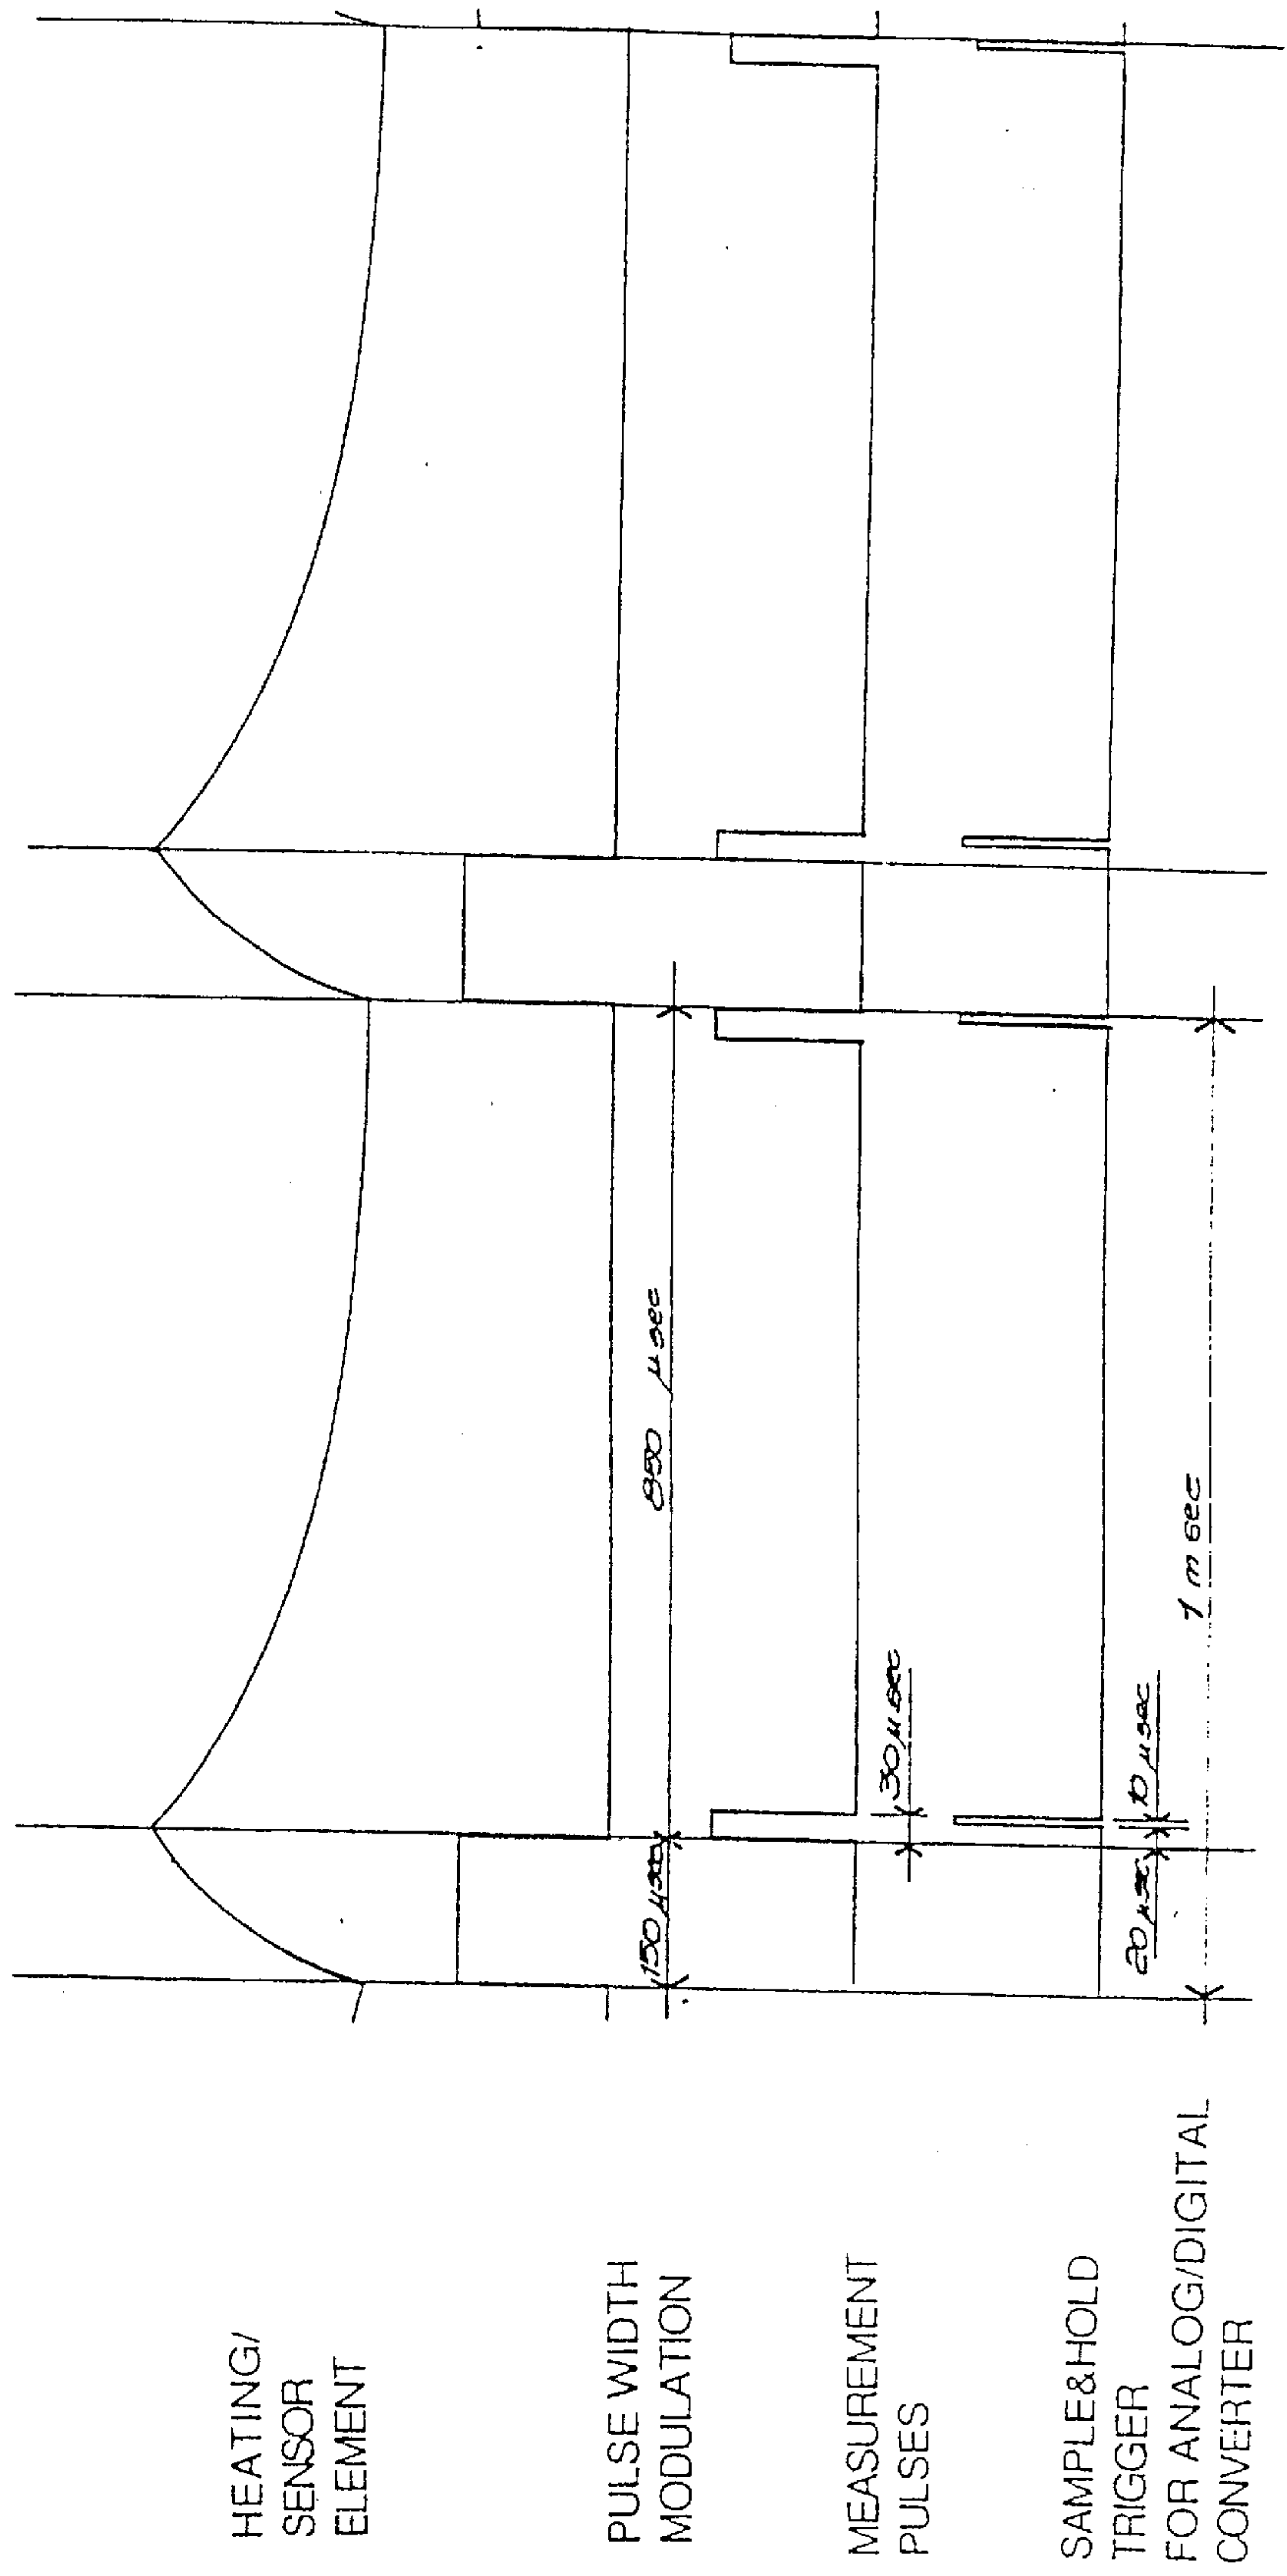 HEATING/
SENSOR
ELEMENT
PULSE WIDTH
MODULATION
150 µsec
850 µsec
MEASUREMENT
PULSES
30 µsec
SAMPLE&HOLD
TRIGGER
FOR ANALOG/DIGITAL
CONVERTER
20 µsec
10 µsec
1 m sec